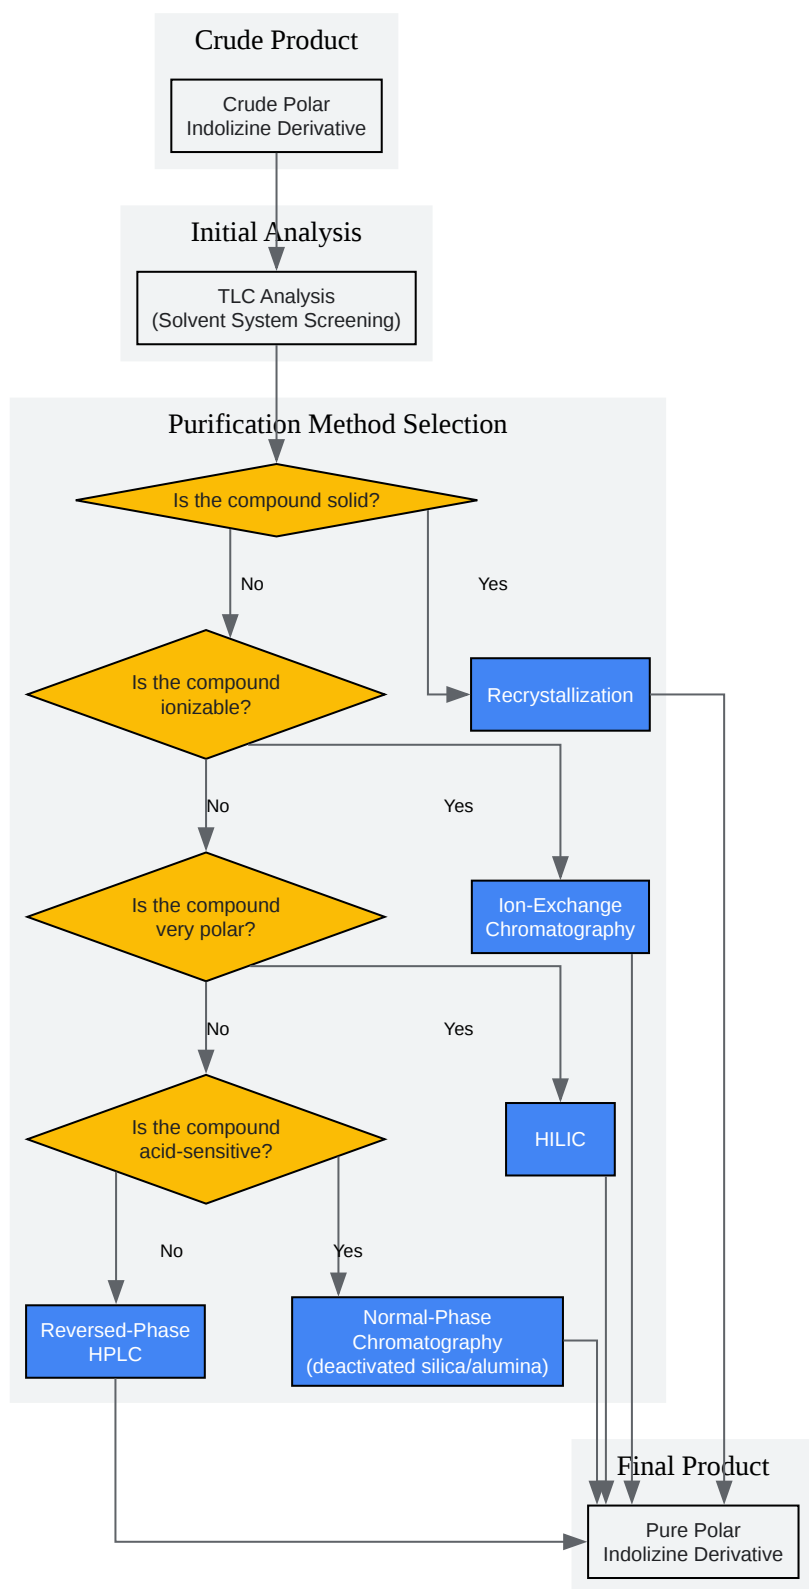 Crude Product
Crude Polar
Indolizine Derivative
Initial Analysis
TLC Analysis
(Solvent System Screening)
Purification Method Selection
Is the compound solid?
No
Yes
Is the compound
ionizable?
Recrystallization
No
Yes
Is the compound
very polar?
Ion-Exchange
Chromatography
No
Yes
Is the compound
acid-sensitive?
HILIC
No
Yes
Reversed-Phase
HPLC
Normal-Phase
Chromatography
(deactivated silica/alumina)
Final Product
Pure Polar
Indolizine Derivative